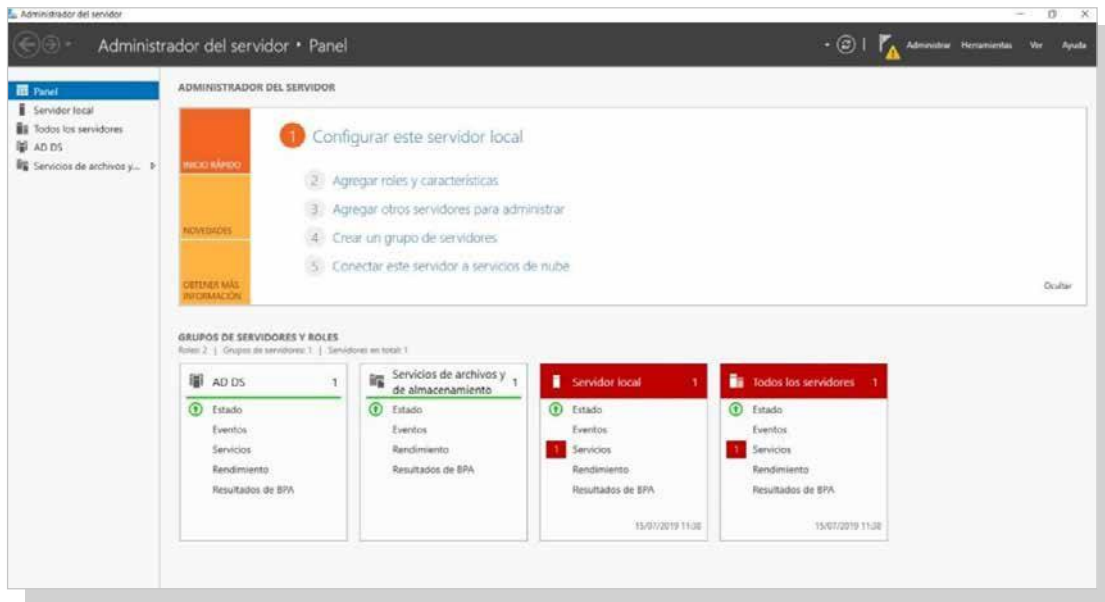 Administrador del servidor
Administrador del servidor • Panel
Administrar Herramientas Ver Ayuda
Panel
Servidor local
Todos los servidores
AD DS
Servicios de archivos y...
ADMINISTRADOR DEL SERVIDOR
INICIO RÁPIDO
NOVEDADES
OBTENER MÁS
INFORMACIÓN
1 Configurar este servidor local
2 Agregar roles y características
3 Agregar otros servidores para administrar
4 Crear un grupo de servidores
5 Conectar este servidor a servicios de nube
Ocultar
GRUPOS DE SERVIDORES Y ROLES
Roles: 2 | Grupos de servidores: 1 | Servidores en total: 1
AD DS 1
Estado
Eventos
Servicios
Rendimiento
Resultados de BPA
Servicios de archivos y
de almacenamiento 1
Estado
Eventos
Rendimiento
Resultados de BPA
Servidor local 1
Estado
Eventos
1 Servicios
Rendimiento
Resultados de BPA
15/07/2019 11:38
Todos los servidores 1
Estado
Eventos
1 Servicios
Rendimiento
Resultados de BPA
15/07/2019 11:38